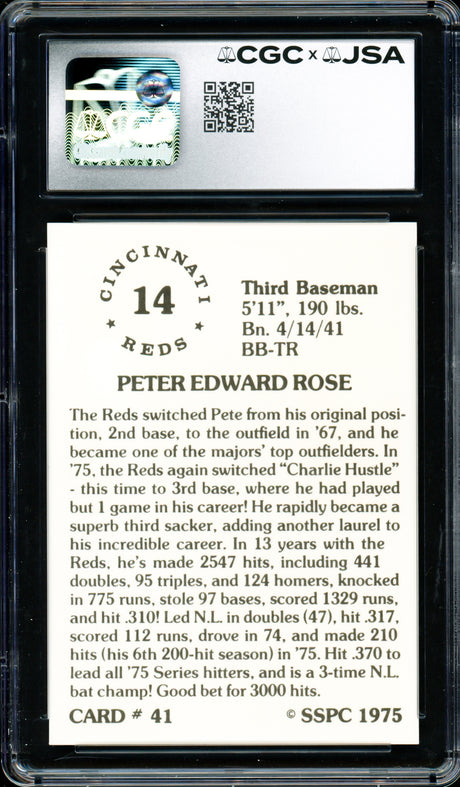 CGC x JSA
CINCINNATI
14
REDS
Third Baseman
5'11", 190 lbs.
Bn. 4/14/41
BB-TR
PETER EDWARD ROSE
The Reds switched Pete from his original posi-
tion, 2nd base, to the outfield in '67, and he
became one of the majors' top outfielders. In
'75, the Reds again switched "Charlie Hustle"
- this time to 3rd base, where he had played
but 1 game in his career! He rapidly became a
superb third sacker, adding another laurel to
his incredible career. In 13 years with the
Reds, he's made 2547 hits, including 441
doubles, 95 triples, and 124 homers, knocked
in 775 runs, stole 97 bases, scored 1329 runs,
and hit .310! Led N.L. in doubles (47), hit .317,
scored 112 runs, drove in 74, and made 210
hits (his 6th 200-hit season) in '75. Hit .370 to
lead all '75 Series hitters, and is a 3-time N.L.
bat champ! Good bet for 3000 hits.
CARD # 41
© SSPC 1975